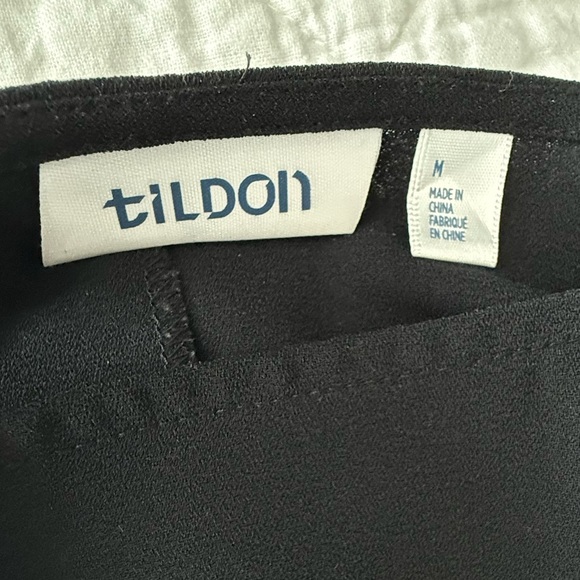 tiLDON
M
MADE IN
CHINA
FABRIQUÉ
EN CHINE